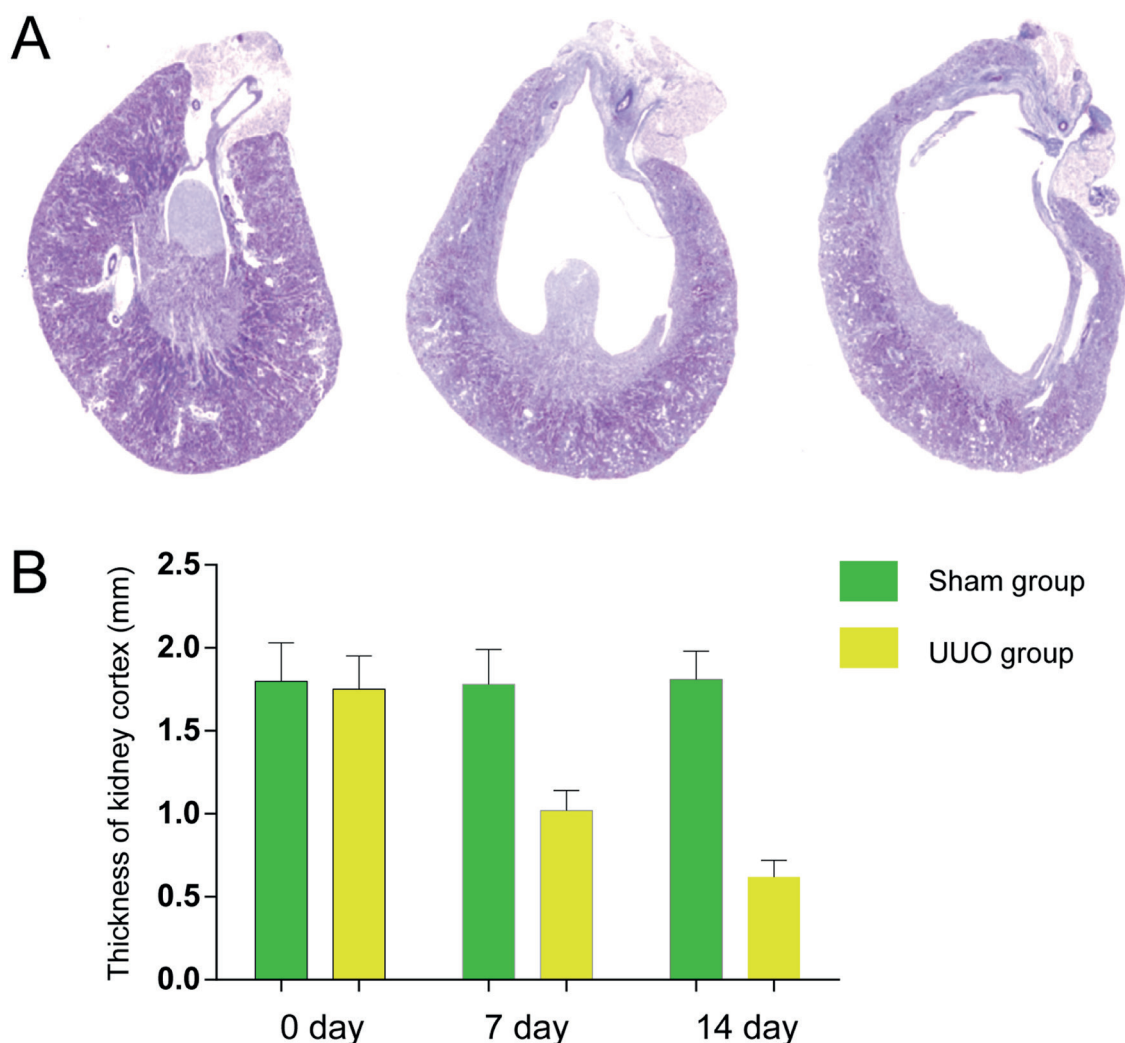 A
B
Thickness of kidney cortex (mm)
2.5
2.0
1.5
1.0
0.5
0.0
0 day
7 day
14 day
Sham group
UUO group